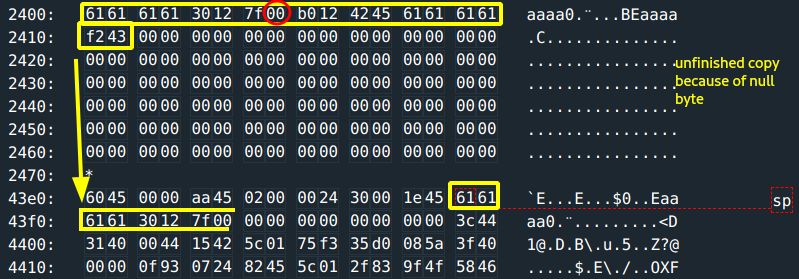 2400: 6161 6161 3012 7f00 b012 4245 6161 6161 aaaa0.¨...BEaaaa
2410: f243 0000 0000 0000 0000 0000 0000 0000 .C..............
2420: 0000 0000 0000 0000 0000 0000 0000 0000 ................
2430: 0000 0000 0000 0000 0000 0000 0000 0000 ................
2440: 0000 0000 0000 0000 0000 0000 0000 0000 ................
2450: 0000 0000 0000 0000 0000 0000 0000 0000 ................
2460: 0000 0000 0000 0000 0000 0000 0000 0000 ................
unfinished copy
because of null
byte
2470: *
43e0: 6045 0000 aa45 0200 0024 3000 1e45 6161 `E...E...$0..Eaa sp
43f0: 6161 3012 7f00 0000 0000 0000 0000 3c44 aa0.¨.........<D
4400: 3140 0044 1542 5c01 75f3 35d0 085a 3f40 1@.D.B\.u.5..Z?@
4410: 0000 0f93 0724 8245 5c01 2f83 9f4f 5846 .....$.E\./..OXF